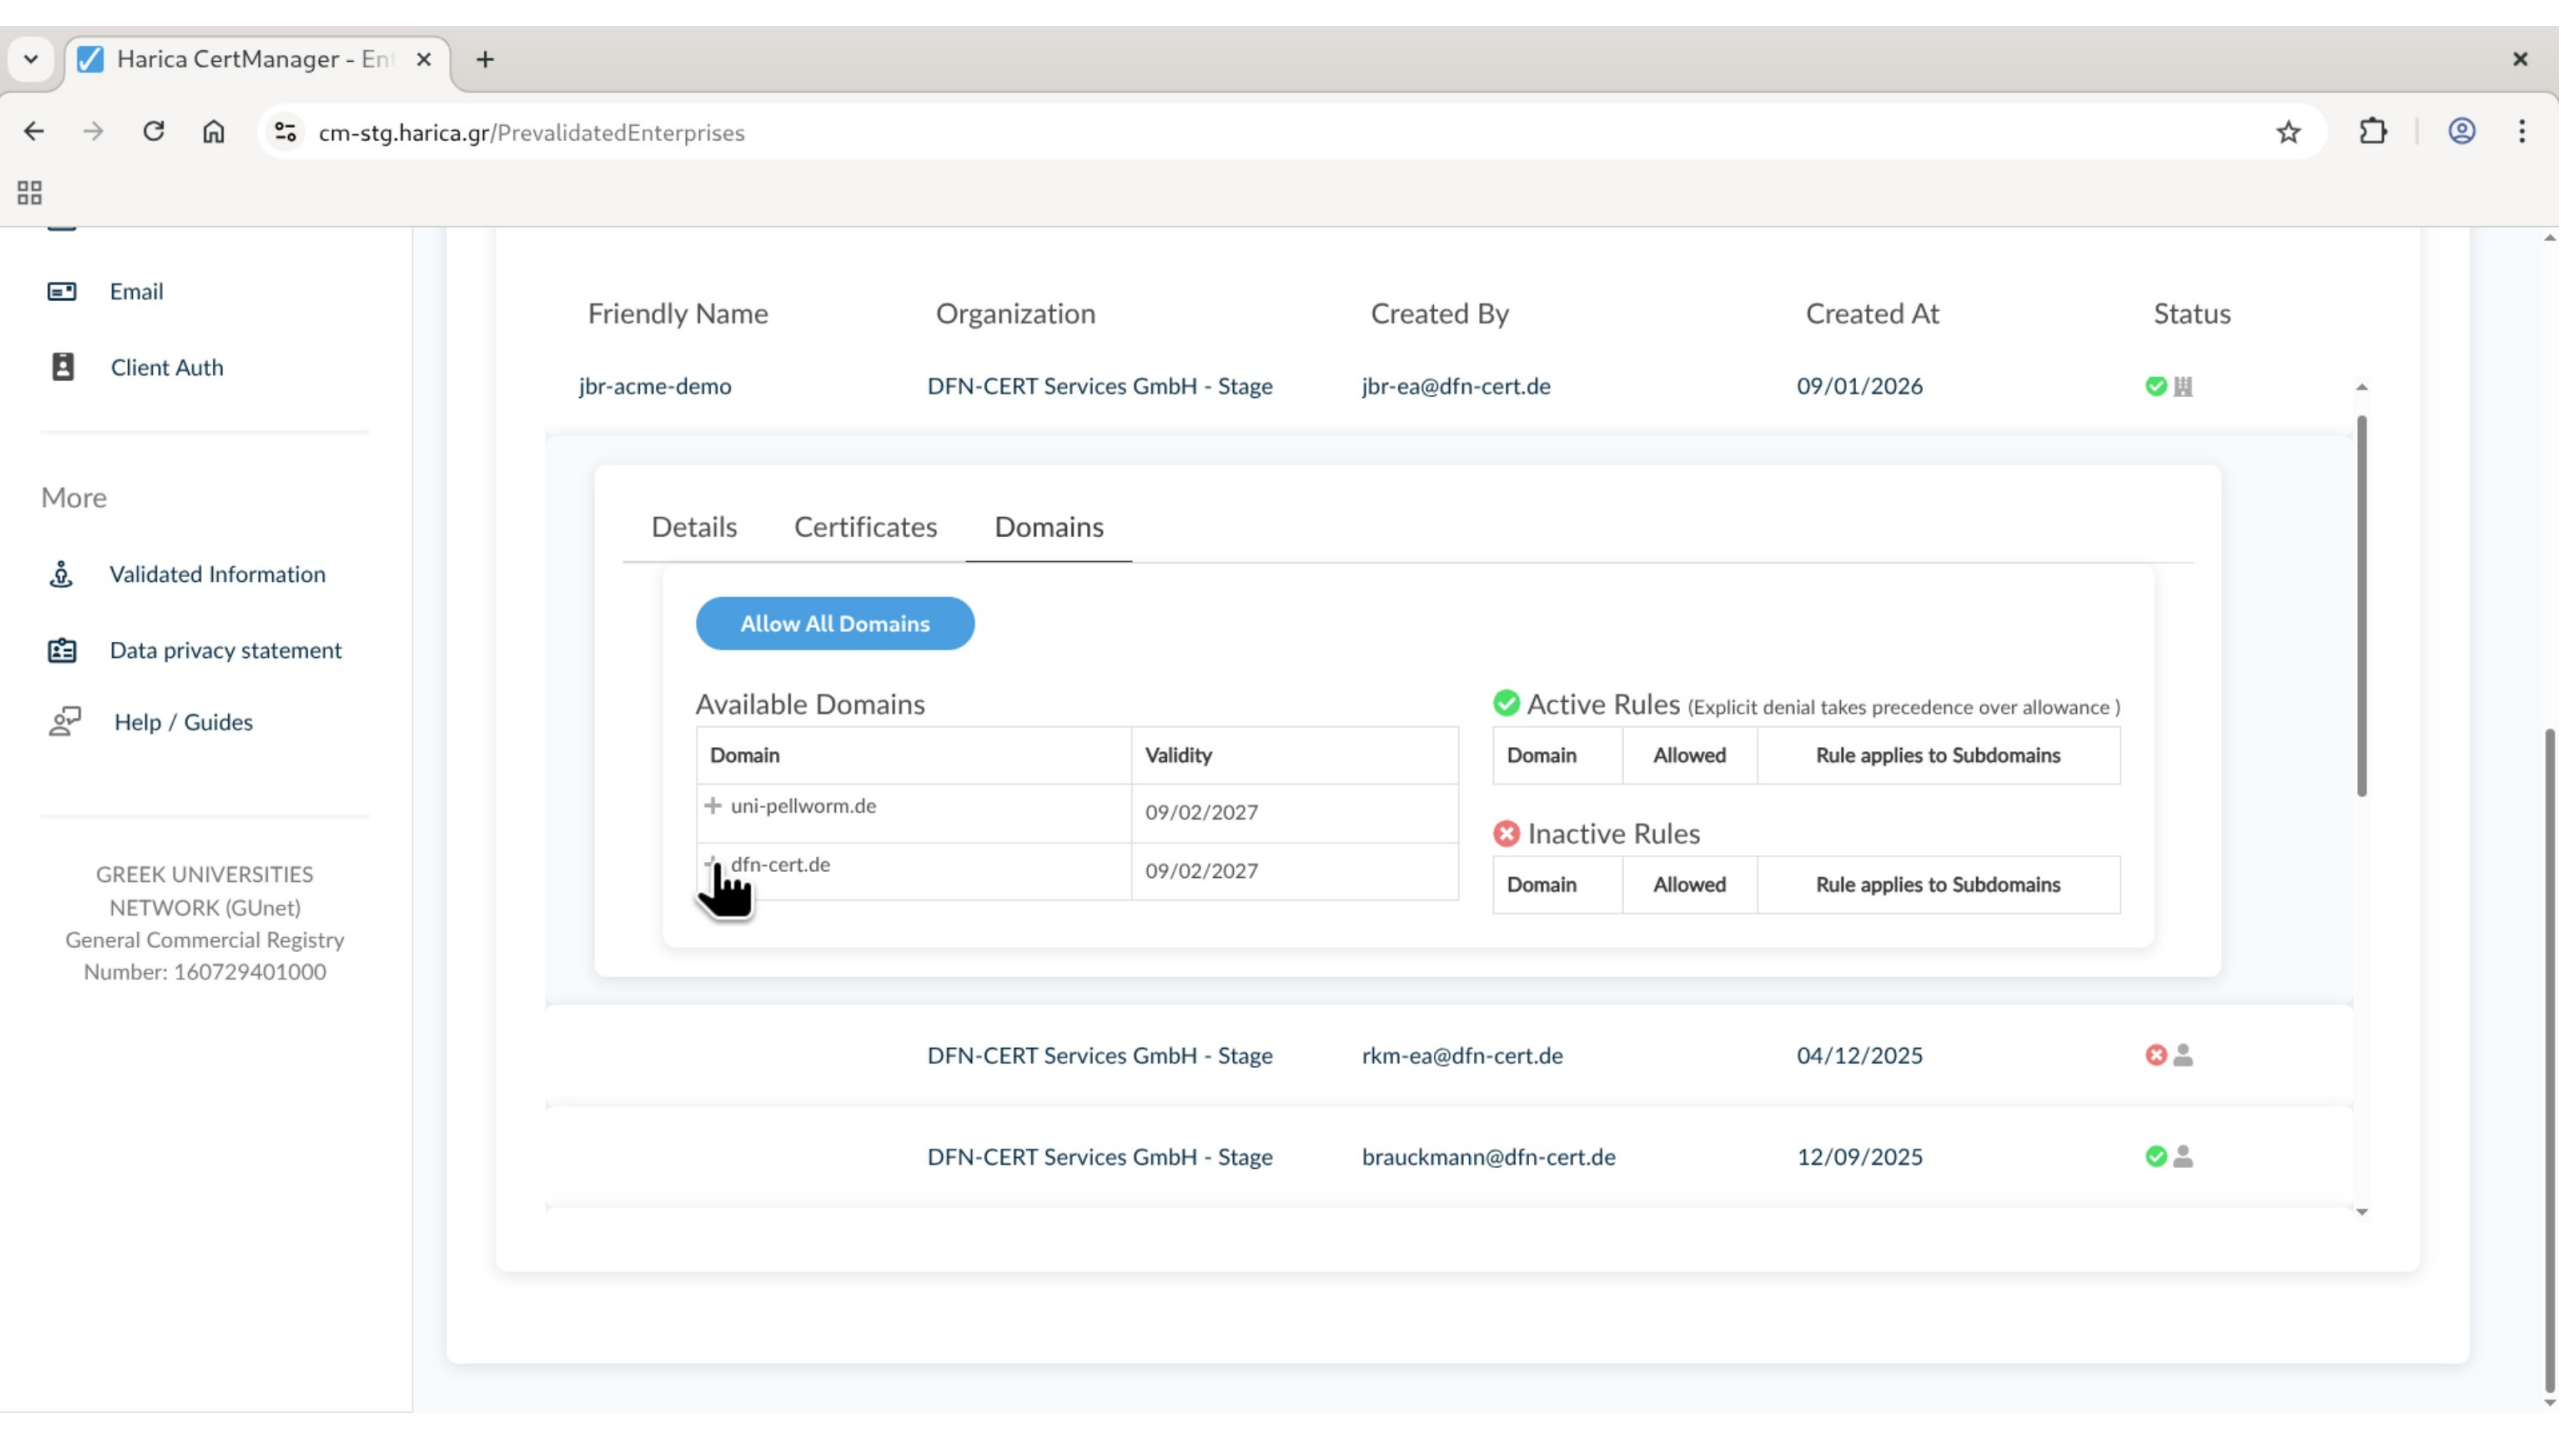 Harica CertManager - Ent
cm-stg.harica.gr/PrevalidatedEnterprises
Email
Client Auth
More
Validated Information
Data privacy statement
Help / Guides
GREEK UNIVERSITIES
NETWORK (GUnet)
General Commercial Registry
Number: 160729401000
Friendly Name Organization Created By Created At Status
jbr-acme-demo DFN-CERT Services GmbH - Stage jbr-ea@dfn-cert.de 09/01/2026
Details Certificates Domains
Allow All Domains
Available Domains
Domain Validity
uni-pellworm.de 09/02/2027
dfn-cert.de 09/02/2027
Active Rules (Explicit denial takes precedence over allowance )
Domain Allowed Rule applies to Subdomains
Inactive Rules
Domain Allowed Rule applies to Subdomains
DFN-CERT Services GmbH - Stage rkm-ea@dfn-cert.de 04/12/2025
DFN-CERT Services GmbH - Stage brauckmann@dfn-cert.de 12/09/2025